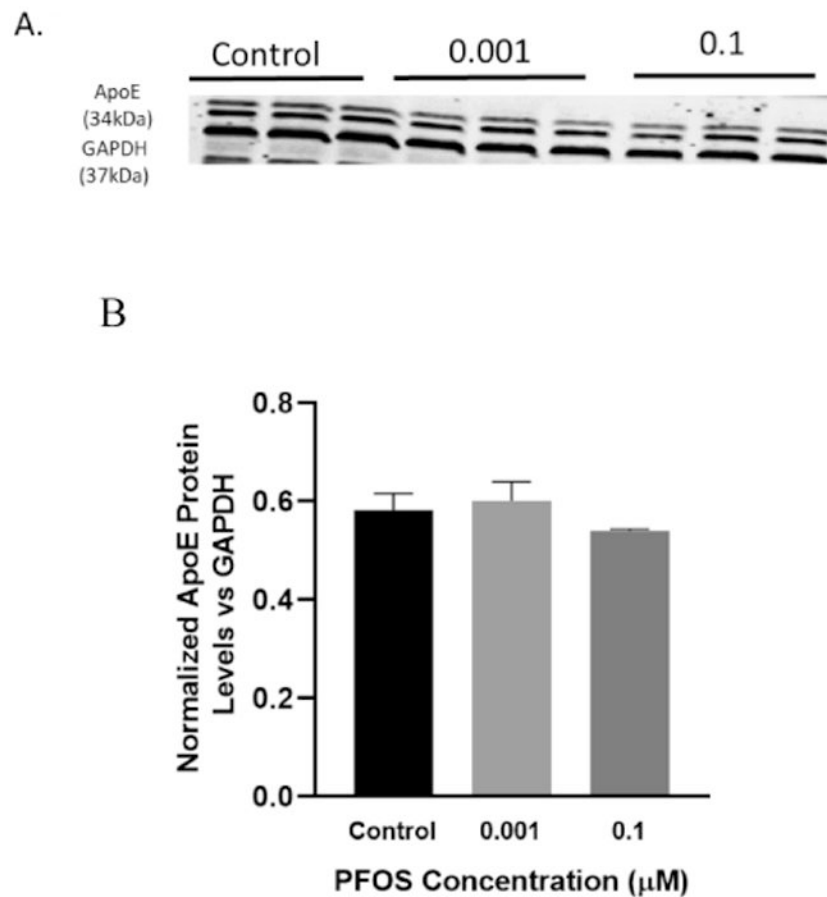 A.
Control 0.001 0.1
ApoE
(34kDa)
GAPDH
(37kDa)
B
Normalized ApoE Protein
Levels vs GAPDH
0.8
0.6
0.4
0.2
0.0
Control 0.001 0.1
PFOS Concentration (μM)